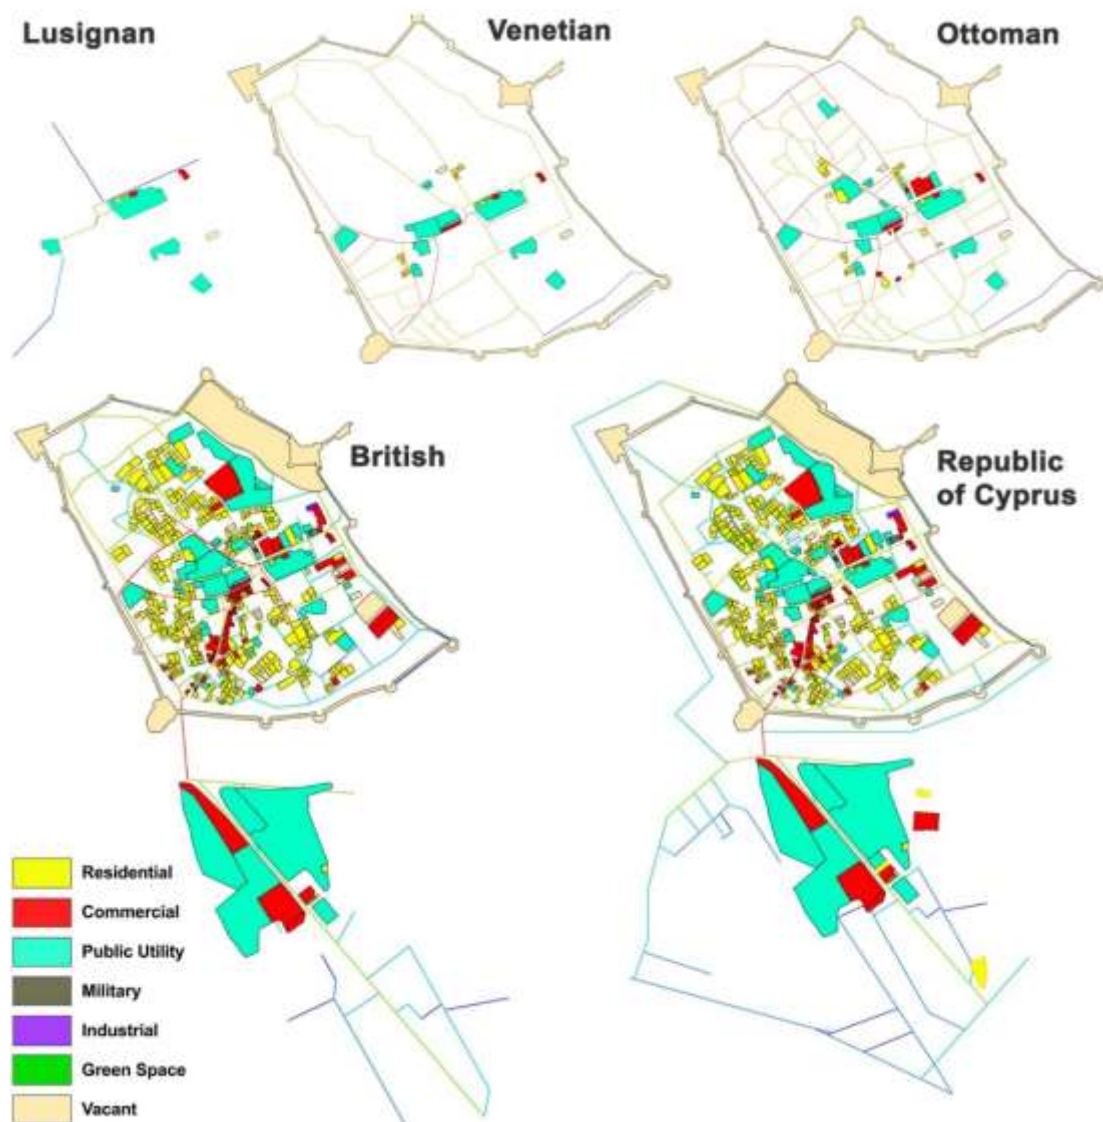 Lusignan
Venetian
Ottoman
British
Republic
of Cyprus
Residential
Commercial
Public Utility
Military
Industrial
Green Space
Vacant